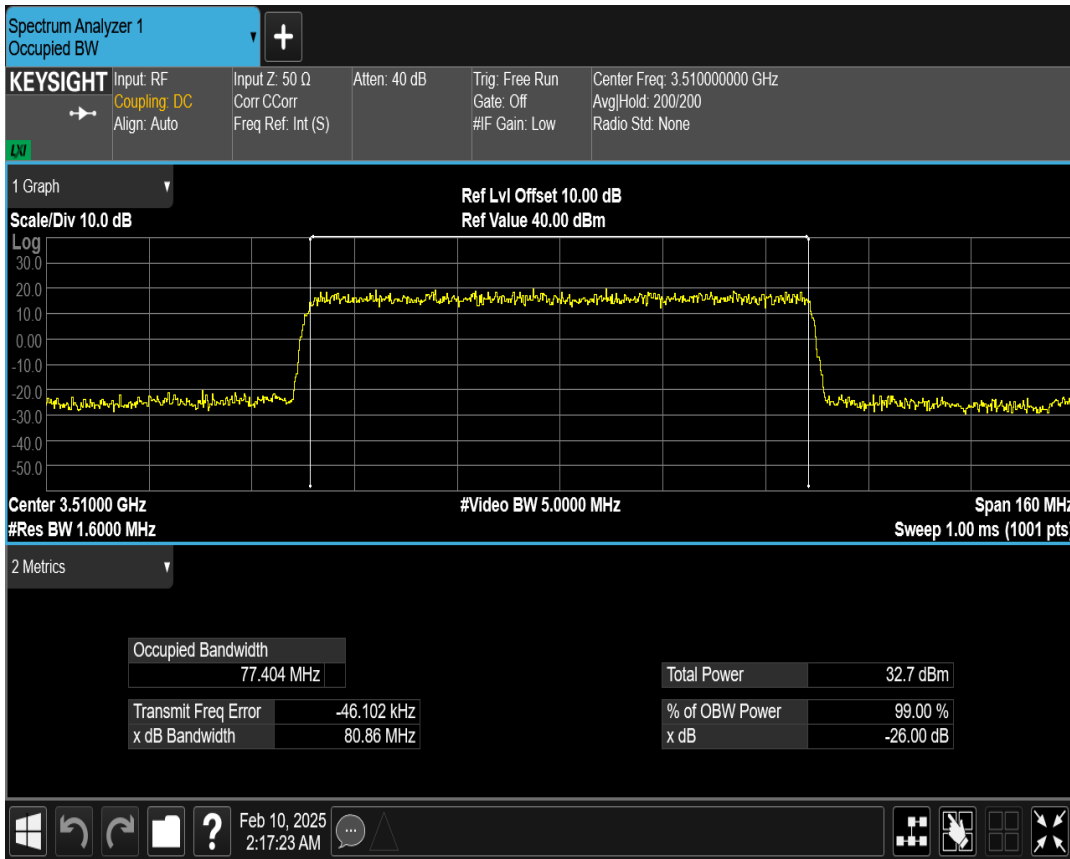 Spectrum Analyzer 1
Occupied BW
KEYSIGHT
LXI
Input: RF
Coupling: DC
Align: Auto
Input Z: 50 Ω
Corr CCorr
Freq Ref: Int (S)
Atten: 40 dB
Trig: Free Run
Gate: Off
#IF Gain: Low
Center Freq: 3.510000000 GHz
Avg|Hold: 200/200
Radio Std: None
1 Graph
Scale/Div 10.0 dB
Ref Lvl Offset 10.00 dB
Ref Value 40.00 dBm
Log
30.0
20.0
10.0
0.00
-10.0
-20.0
-30.0
-40.0
-50.0
Center 3.51000 GHz
#Res BW 1.6000 MHz
#Video BW 5.0000 MHz
Span 160 MHz
Sweep 1.00 ms (1001 pts)
2 Metrics
Occupied Bandwidth
77.404 MHz
Transmit Freq Error -46.102 kHz
x dB Bandwidth 80.86 MHz
Total Power 32.7 dBm
% of OBW Power 99.00 %
x dB -26.00 dB
?
Feb 10, 2025
2:17:23 AM